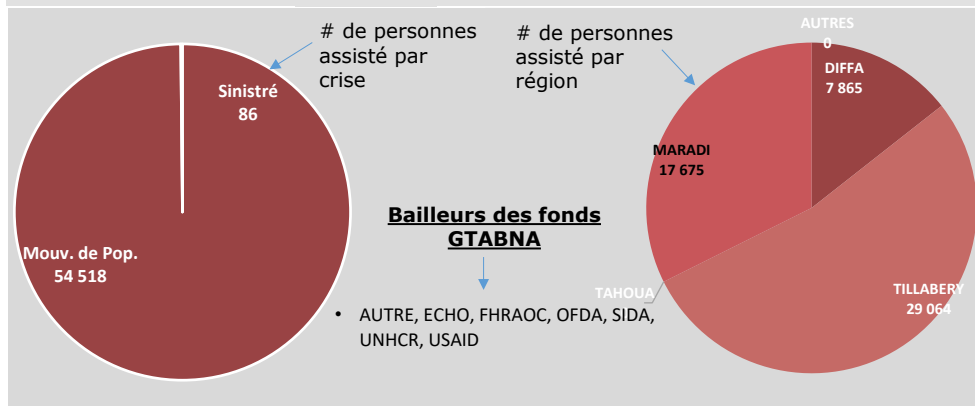 # de personnes
assisté par
crise
Sinistré
86
Mouv. de Pop.
54 518
# de personnes
assisté par
région
AUTRES
0
DIFFA
7 865
MARADI
17 675
TAHOUA
TILLABERY
29 064
Bailleurs des fonds
GTABNA
• AUTRE, ECHO, FHRAOC, OFDA, SIDA,
UNHCR, USAID